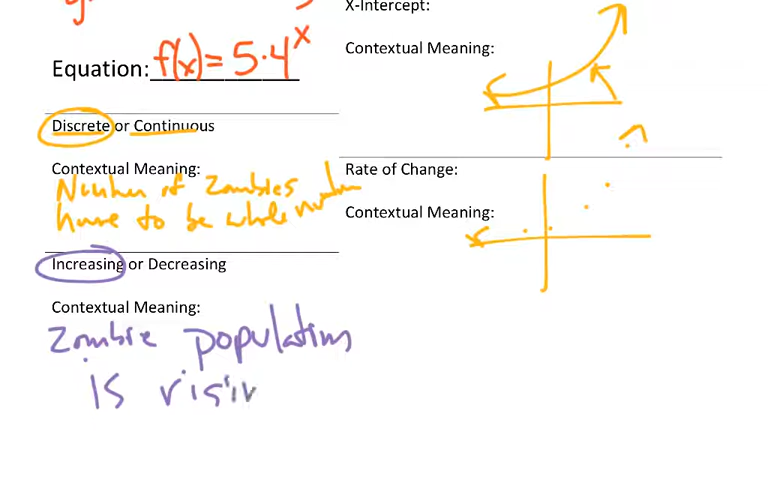 X-Intercept:
Contextual Meaning:
Equation: f(x) = 5·4^x
Discrete or Continuous
Contextual Meaning:
Number of Zombies
have to be whole number
Rate of Change:
Contextual Meaning:
Increasing or Decreasing
Contextual Meaning:
Zombie population
is risin